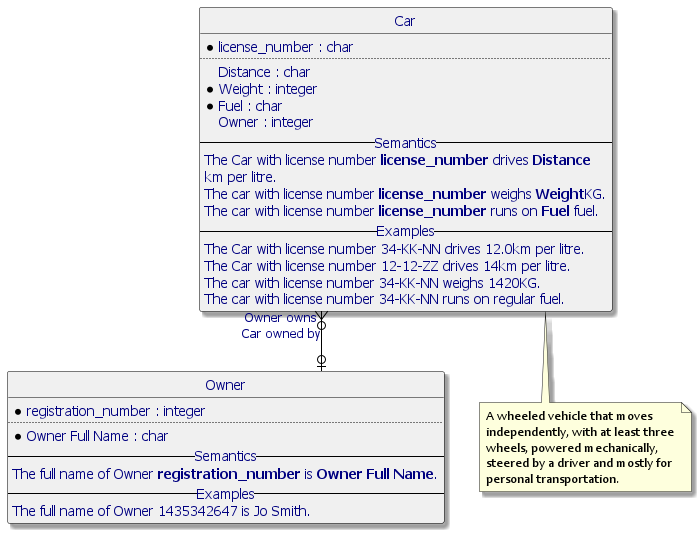 Car
license_number : char
Distance : char
Weight : integer
Fuel : char
Owner : integer
Semantics
The Car with license number license_number drives Distance
km per litre.
The car with license number license_number weighs WeightKG.
The car with license number license_number runs on Fuel fuel.
Examples
The Car with license number 34-KK-NN drives 12.0km per litre.
The Car with license number 12-12-ZZ drives 14km per litre.
The car with license number 34-KK-NN weighs 1420KG.
The car with license number 34-KK-NN runs on regular fuel.
Owner owns
Car owned by
Owner
registration_number : integer
Owner Full Name : char
Semantics
The full name of Owner registration_number is Owner Full Name.
Examples
The full name of Owner 1435342647 is Jo Smith.
A wheeled vehicle that moves
independently, with at least three
wheels, powered mechanically,
steered by a driver and mostly for
personal transportation.